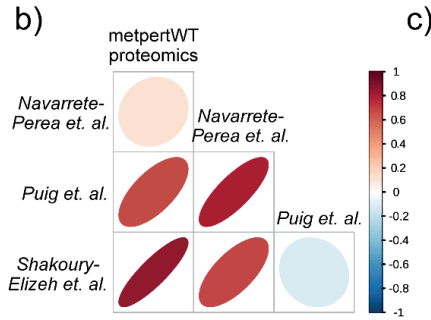 b)
c)
metpertWT
proteomics
Navarrete-
Perea et. al.
Navarrete-
Perea et. al.
Puig et. al.
Puig et. al.
Shakoury-
Elizeh et. al.
1
0.8
0.6
0.4
0.2
0
-0.2
-0.4
-0.6
-0.8
-1